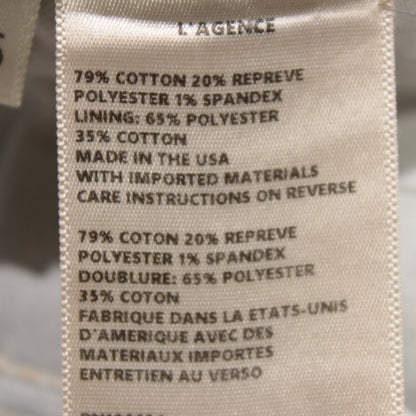 L'AGENCE
79% COTTON 20% REPREVE
POLYESTER 1% SPANDEX
LINING: 65% POLYESTER
35% COTTON
MADE IN THE USA
WITH IMPORTED MATERIALS
CARE INSTRUCTIONS ON REVERSE
79% COTON 20% REPREVE
POLYESTER 1% SPANDEX
DOUBLURE: 65% POLYESTER
35% COTON
FABRIQUE DANS LA ETATS-UNIS
D'AMERIQUE AVEC DES
MATERIAUX IMPORTES
ENTRETIEN AU VERSO